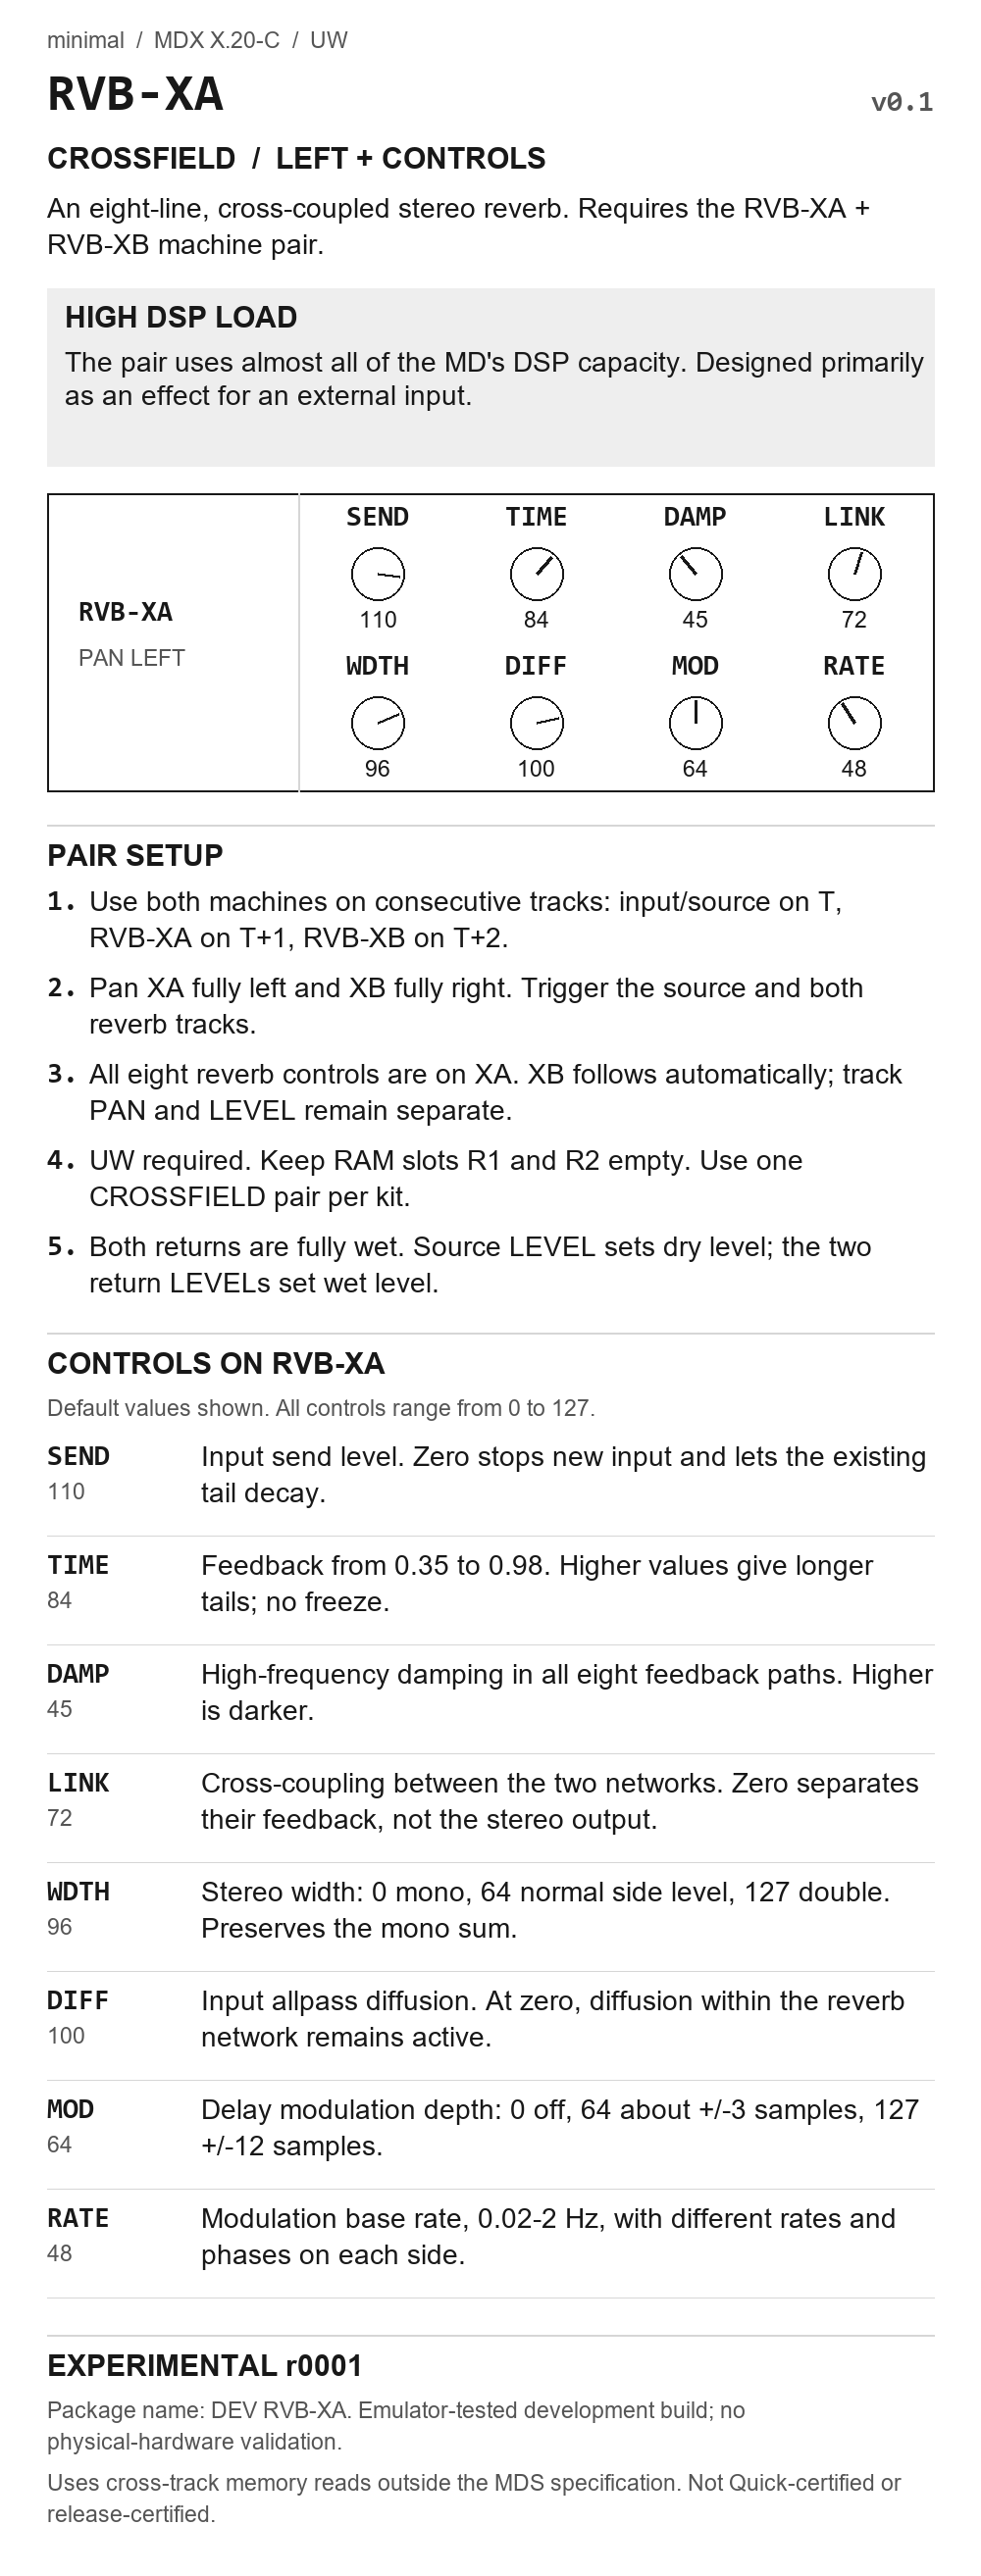 minimal / MDX X.20-C / UW
RVB-XA
v0.1
CROSSFIELD / LEFT + CONTROLS
An eight-line, cross-coupled stereo reverb. Requires the RVB-XA +
RVB-XB machine pair.
HIGH DSP LOAD
The pair uses almost all of the MD's DSP capacity. Designed primarily
as an effect for an external input.
RVB-XA
PAN LEFT
SEND TIME DAMP LINK
110 84 45 72
WDTH DIFF MOD RATE
96 100 64 48
PAIR SETUP
1. Use both machines on consecutive tracks: input/source on T,
RVB-XA on T+1, RVB-XB on T+2.
2. Pan XA fully left and XB fully right. Trigger the source and both
reverb tracks.
3. All eight reverb controls are on XA. XB follows automatically; track
PAN and LEVEL remain separate.
4. UW required. Keep RAM slots R1 and R2 empty. Use one
CROSSFIELD pair per kit.
5. Both returns are fully wet. Source LEVEL sets dry level; the two
return LEVELs set wet level.
CONTROLS ON RVB-XA
Default values shown. All controls range from 0 to 127.
SEND
110
Input send level. Zero stops new input and lets the existing
tail decay.
TIME
84
Feedback from 0.35 to 0.98. Higher values give longer
tails; no freeze.
DAMP
45
High-frequency damping in all eight feedback paths. Higher
is darker.
LINK
72
Cross-coupling between the two networks. Zero separates
their feedback, not the stereo output.
WDTH
96
Stereo width: 0 mono, 64 normal side level, 127 double.
Preserves the mono sum.
DIFF
100
Input allpass diffusion. At zero, diffusion within the reverb
network remains active.
MOD
64
Delay modulation depth: 0 off, 64 about +/-3 samples, 127
+/-12 samples.
RATE
48
Modulation base rate, 0.02-2 Hz, with different rates and
phases on each side.
EXPERIMENTAL r0001
Package name: DEV RVB-XA. Emulator-tested development build; no
physical-hardware validation.
Uses cross-track memory reads outside the MDS specification. Not Quick-certified or
release-certified.